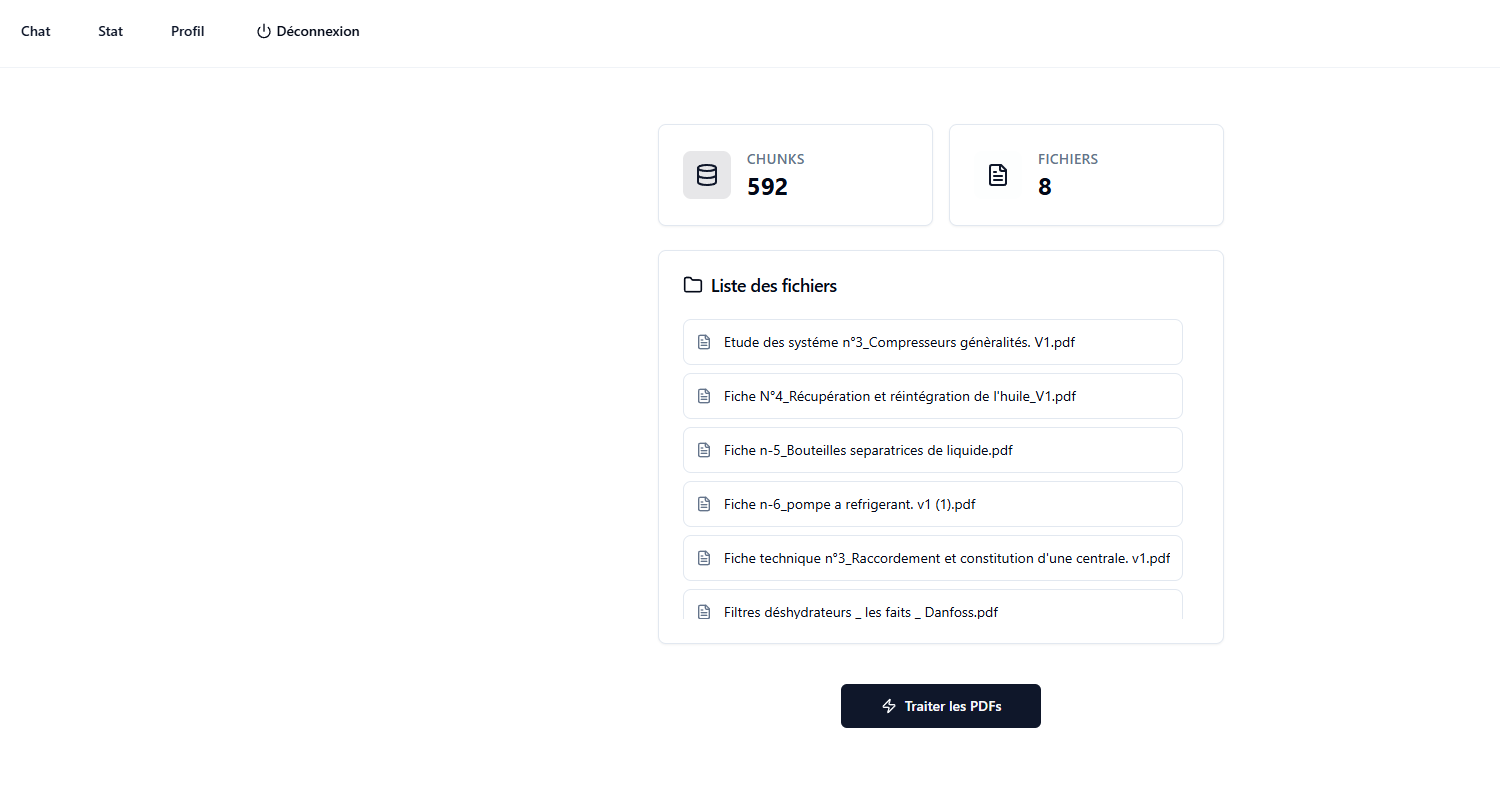 Chat Stat Profil Déconnexion
CHUNKS
592
FICHIERS
8
Liste des fichiers
Etude des systéme n°3_Compresseurs génèralités. V1.pdf
Fiche N°4_Récupération et réintégration de l'huile_V1.pdf
Fiche n-5_Bouteilles separatrices de liquide.pdf
Fiche n-6_pompe a refrigerant. v1 (1).pdf
Fiche technique n°3_Raccordement et constitution d'une centrale. v1.pdf
Filtres déshydrateurs _ les faits _ Danfoss.pdf
Traiter les PDFs